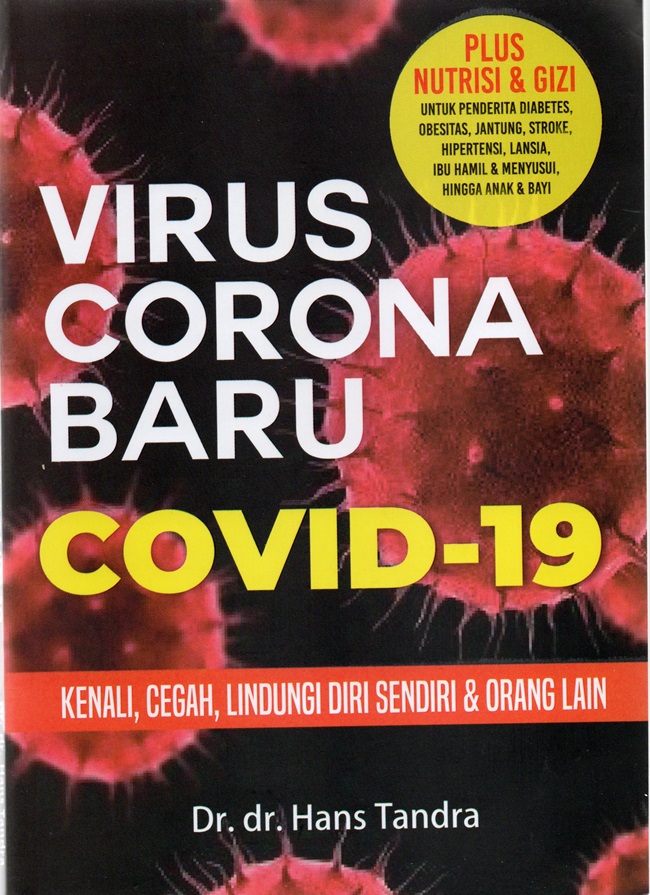 PLUS
NUTRISI & GIZI
UNTUK PENDERITA DIABETES,
OBESITAS, JANTUNG, STROKE,
HIPERTENSI, LANSIA,
IBU HAMIL & MENYUSUI,
HINGGA ANAK & BAYI
VIRUS
CORONA
BARU
COVID-19
KENALI, CEGAH, LINDUNGI DIRI SENDIRI & ORANG LAIN
Dr. dr. Hans Tandra